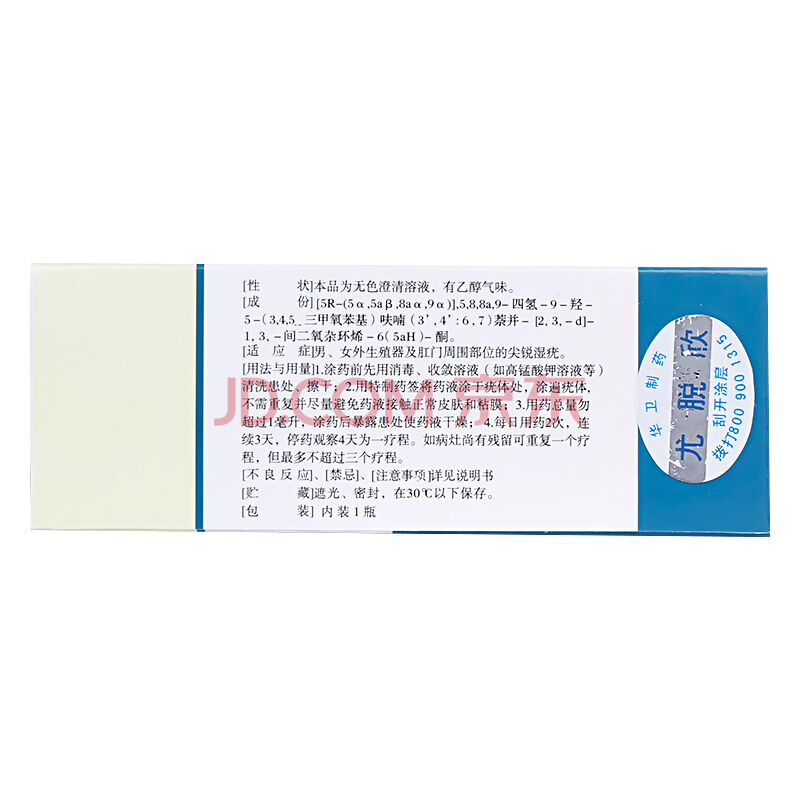 [性 状]本品为无色澄清溶液，有乙醇气味。
[成 份] [5R-(5α,5aβ,8aα,9α)],5,8,8a,9-四氢-9-羟-
5-(3,4,5_三甲氧苯基)呋喃(3’,4’:6,7)萘并-[2,3,-d]-
1,3,-间二氧杂环烯-6(5aH)-酮。
[适 应 症]男、女外生殖器及肛门周围部位的尖锐湿疣。
[用法与用量]1.涂药前先用消毒、收敛溶液（如高锰酸钾溶液等）
清洗患处、擦干；2.用特制药签将药液涂于疣体处，涂遍疣体，
不需重复并尽量避免药液接触正常皮肤和粘膜；3.用药总量勿
超过1毫升，涂药后暴露患处使药液干燥；4.每日用药2次，连
续3天，停药观察4天为一疗程。如病灶尚有残留可重复一个疗
程，但最多不超过三个疗程。
[不良反应]、[禁忌]、[注意事项]详见说明书
[贮 藏]遮光、密封，在30℃以下保存。
[包 装] 内装1瓶
JD.COM 京东
华卫制药
尤脱欣
刮开涂层
拨打800 900 1315